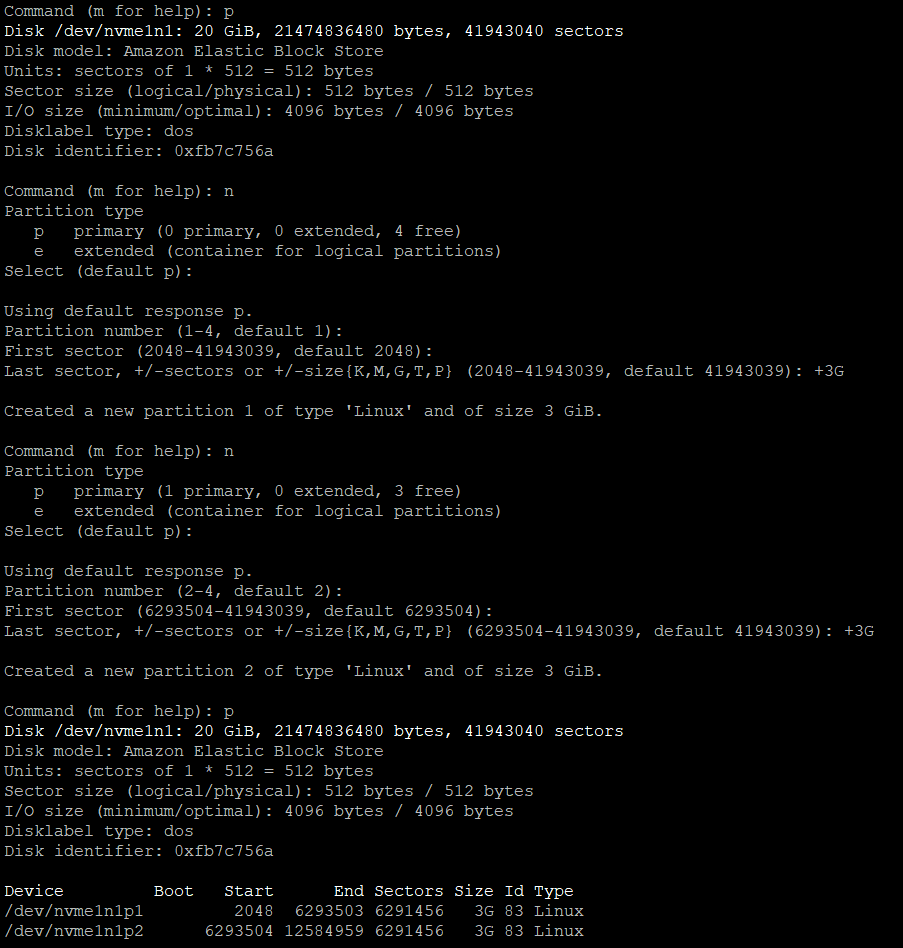 Command (m for help): p
Disk /dev/nvme1n1: 20 GiB, 21474836480 bytes, 41943040 sectors
Disk model: Amazon Elastic Block Store
Units: sectors of 1 * 512 = 512 bytes
Sector size (logical/physical): 512 bytes / 512 bytes
I/O size (minimum/optimal): 4096 bytes / 4096 bytes
Disklabel type: dos
Disk identifier: 0xfb7c756a
Command (m for help): n
Partition type
p primary (0 primary, 0 extended, 4 free)
e extended (container for logical partitions)
Select (default p):
Using default response p.
Partition number (1-4, default 1):
First sector (2048-41943039, default 2048):
Last sector, +/-sectors or +/-size{K,M,G,T,P} (2048-41943039, default 41943039): +3G
Created a new partition 1 of type 'Linux' and of size 3 GiB.
Command (m for help): n
Partition type
p primary (1 primary, 0 extended, 3 free)
e extended (container for logical partitions)
Select (default p):
Using default response p.
Partition number (2-4, default 2):
First sector (6293504-41943039, default 6293504):
Last sector, +/-sectors or +/-size{K,M,G,T,P} (6293504-41943039, default 41943039): +3G
Created a new partition 2 of type 'Linux' and of size 3 GiB.
Command (m for help): p
Disk /dev/nvme1n1: 20 GiB, 21474836480 bytes, 41943040 sectors
Disk model: Amazon Elastic Block Store
Units: sectors of 1 * 512 = 512 bytes
Sector size (logical/physical): 512 bytes / 512 bytes
I/O size (minimum/optimal): 4096 bytes / 4096 bytes
Disklabel type: dos
Disk identifier: 0xfb7c756a
Device Boot Start End Sectors Size Id Type
/dev/nvme1n1p1 2048 6293503 6291456 3G 83 Linux
/dev/nvme1n1p2 6293504 12584959 6291456 3G 83 Linux